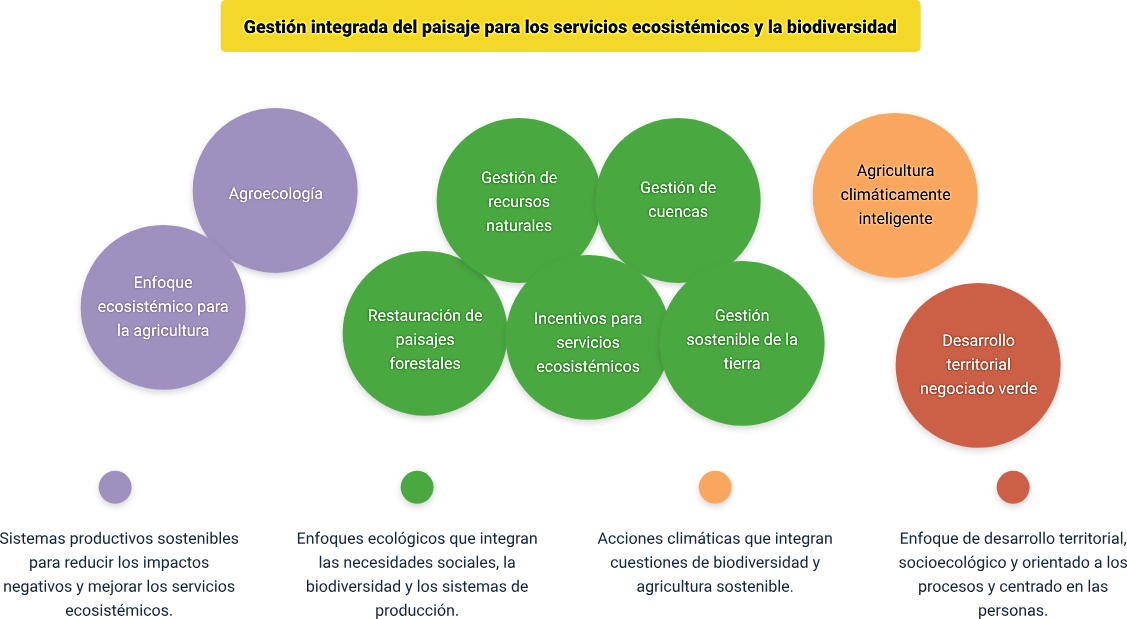 Gestión integrada del paisaje para los servicios ecosistémicos y la biodiversidad
Agroecología
Enfoque
ecosistémico para
la agricultura
Gestión de
recursos
naturales
Gestión de
cuencas
Restauración de
paisajes
forestales
Incentivos para
servicios
ecosistémicos
Gestión
sostenible de la
tierra
Agricultura
climáticamente
inteligente
Desarrollo
territorial
negociado verde
Sistemas productivos sostenibles
para reducir los impactos
negativos y mejorar los servicios
ecosistémicos.
Enfoques ecológicos que integran
las necesidades sociales, la
biodiversidad y los sistemas de
producción.
Acciones climáticas que integran
cuestiones de biodiversidad y
agricultura sostenible.
Enfoque de desarrollo territorial,
socioecológico y orientado a los
procesos y centrado en las
personas.